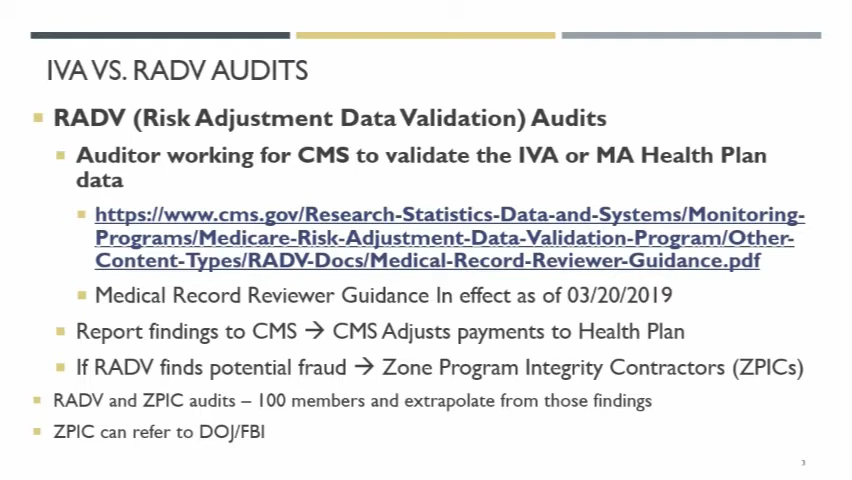 IVA VS. RADV AUDITS
RADV (Risk Adjustment Data Validation) Audits
Auditor working for CMS to validate the IVA or MA Health Plan
data
https://www.cms.gov/Research-Statistics-Data-and-Systems/Monitoring-
Programs/Medicare-Risk-Adjustment-Data-Validation-Program/Other-
Content-Types/RADV-Docs/Medical-Record-Reviewer-Guidance.pdf
Medical Record Reviewer Guidance In effect as of 03/20/2019
Report findings to CMS → CMS Adjusts payments to Health Plan
If RADV finds potential fraud → Zone Program Integrity Contractors (ZPICs)
RADV and ZPIC audits – 100 members and extrapolate from those findings
ZPIC can refer to DOJ/FBI
3